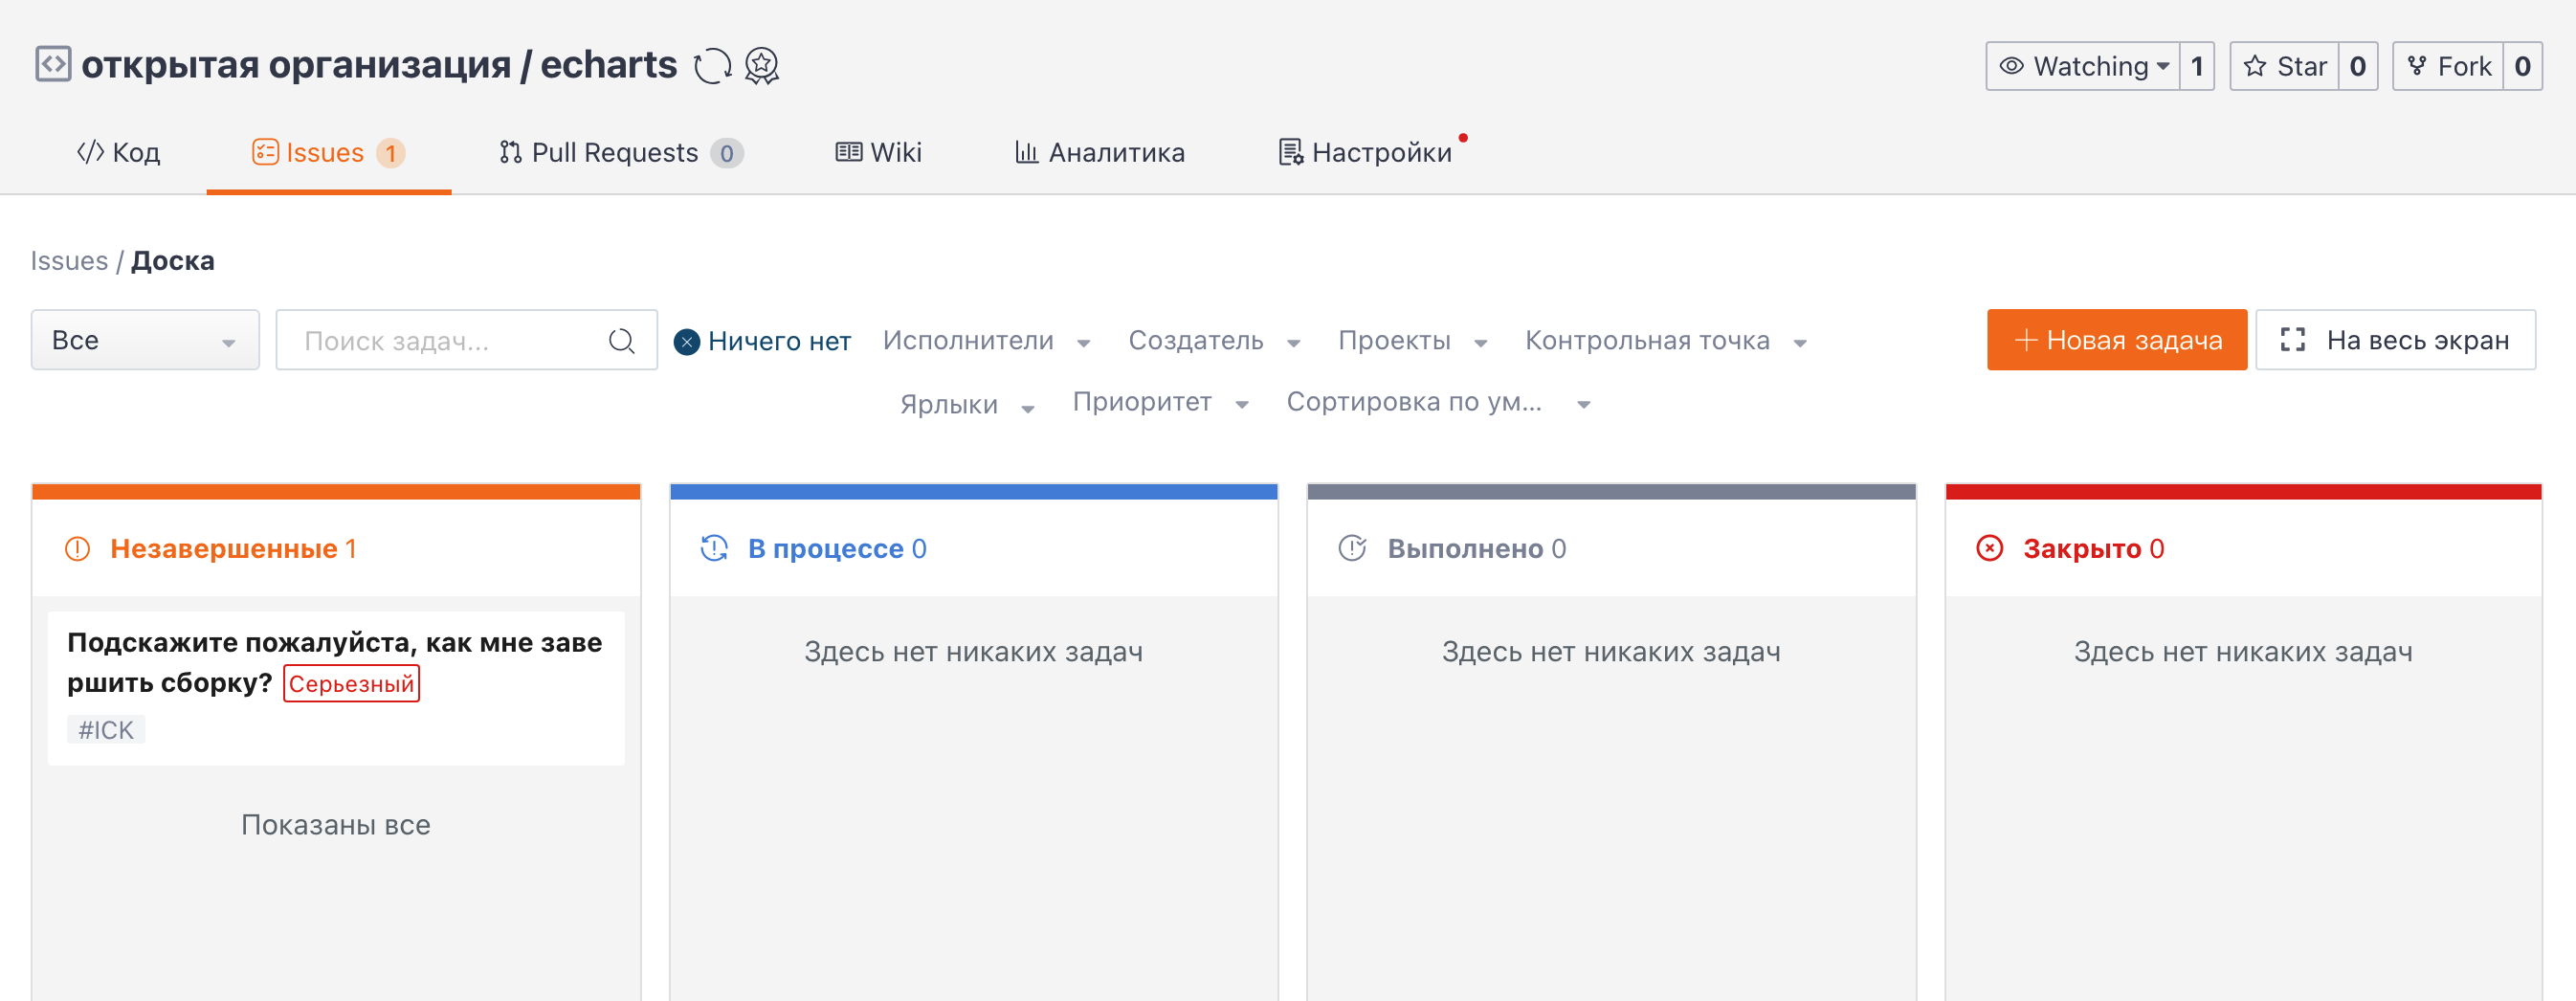 открытая организация / echarts
Watching 1 Star 0 Fork 0
Код Issues 1 Pull Requests 0 Wiki Аналитика Настройки
Issues / Доска
Все Поиск задач... Ничего нет Исполнители Создатель Проекты Контрольная точка Новая задача На весь экран
Ярлыки Приоритет Сортировка по ум...
Незавершенные 1 В процессе 0 Выполнено 0 Закрыто 0
Подскажите пожалуйста, как мне заве
ршить сборку? Серьезный
#ICK
Показаны все
Здесь нет никаких задач Здесь нет никаких задач Здесь нет никаких задач